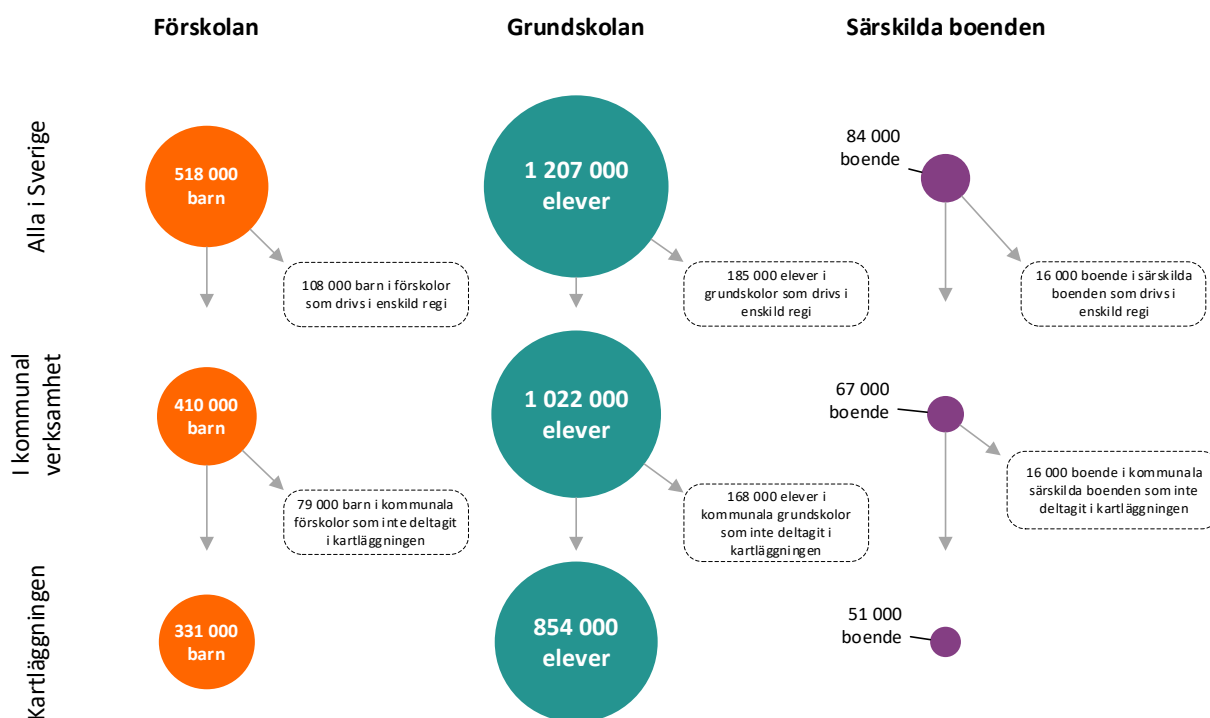 Förskolan
Grundskolan
Särskilda boenden
Alla i Sverige
518 000
barn
1 207 000
elever
84 000
boende
108 000 barn i förskolor
som drivs i enskild regi
185 000 elever i
grundskolor som drivs i
enskild regi
16 000 boende i särskilda
boenden som drivs i
enskild regi
I kommunal
verksamhet
410 000
barn
1 022 000
elever
67 000
boende
79 000 barn i kommunala
förskolor som inte deltagit
i kartläggningen
168 000 elever i
kommunala grundskolor
som inte deltagit i
kartläggningen
16 000 boende i kommunala
särskilda boenden som inte
deltagit i kartläggningen
Kartläggningen
331 000
barn
854 000
elever
51 000
boende